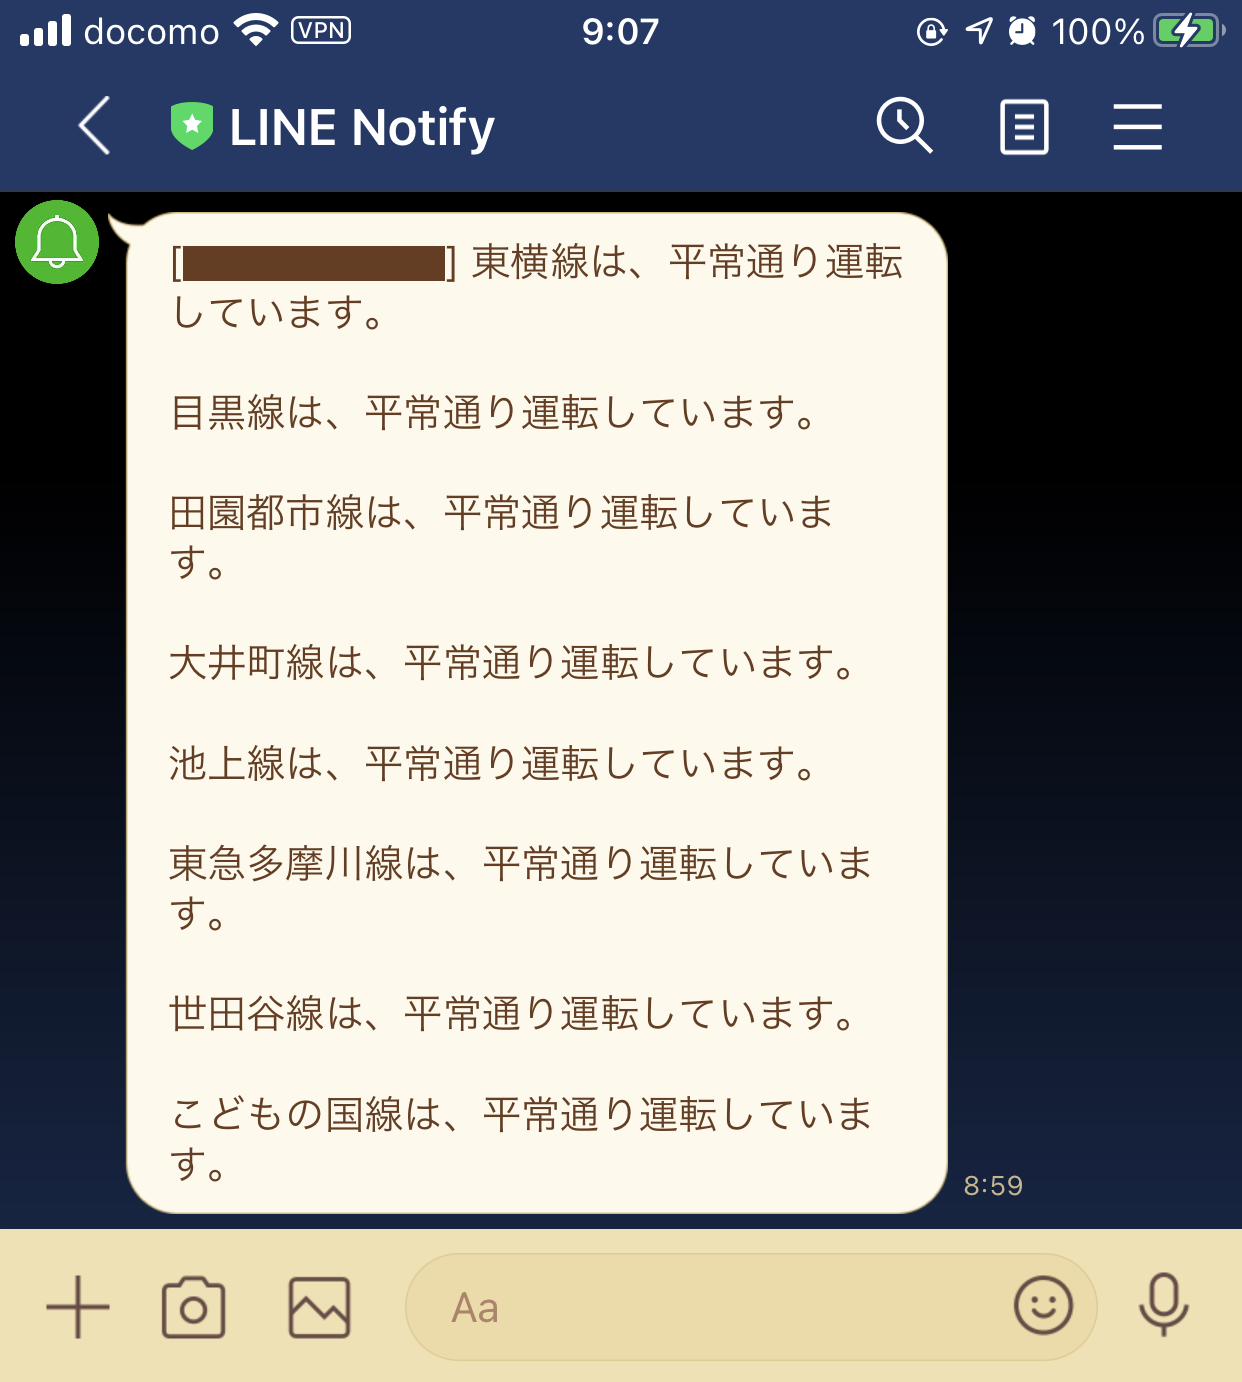 docomo VPN 9:07 100%
LINE Notify
[ ] 東横線は、平常通り運転
しています。
目黒線は、平常通り運転しています。
田園都市線は、平常通り運転していま
す。
大井町線は、平常通り運転しています。
池上線は、平常通り運転しています。
東急多摩川線は、平常通り運転していま
す。
世田谷線は、平常通り運転しています。
こどもの国線は、平常通り運転していま
す。
8:59
Aa